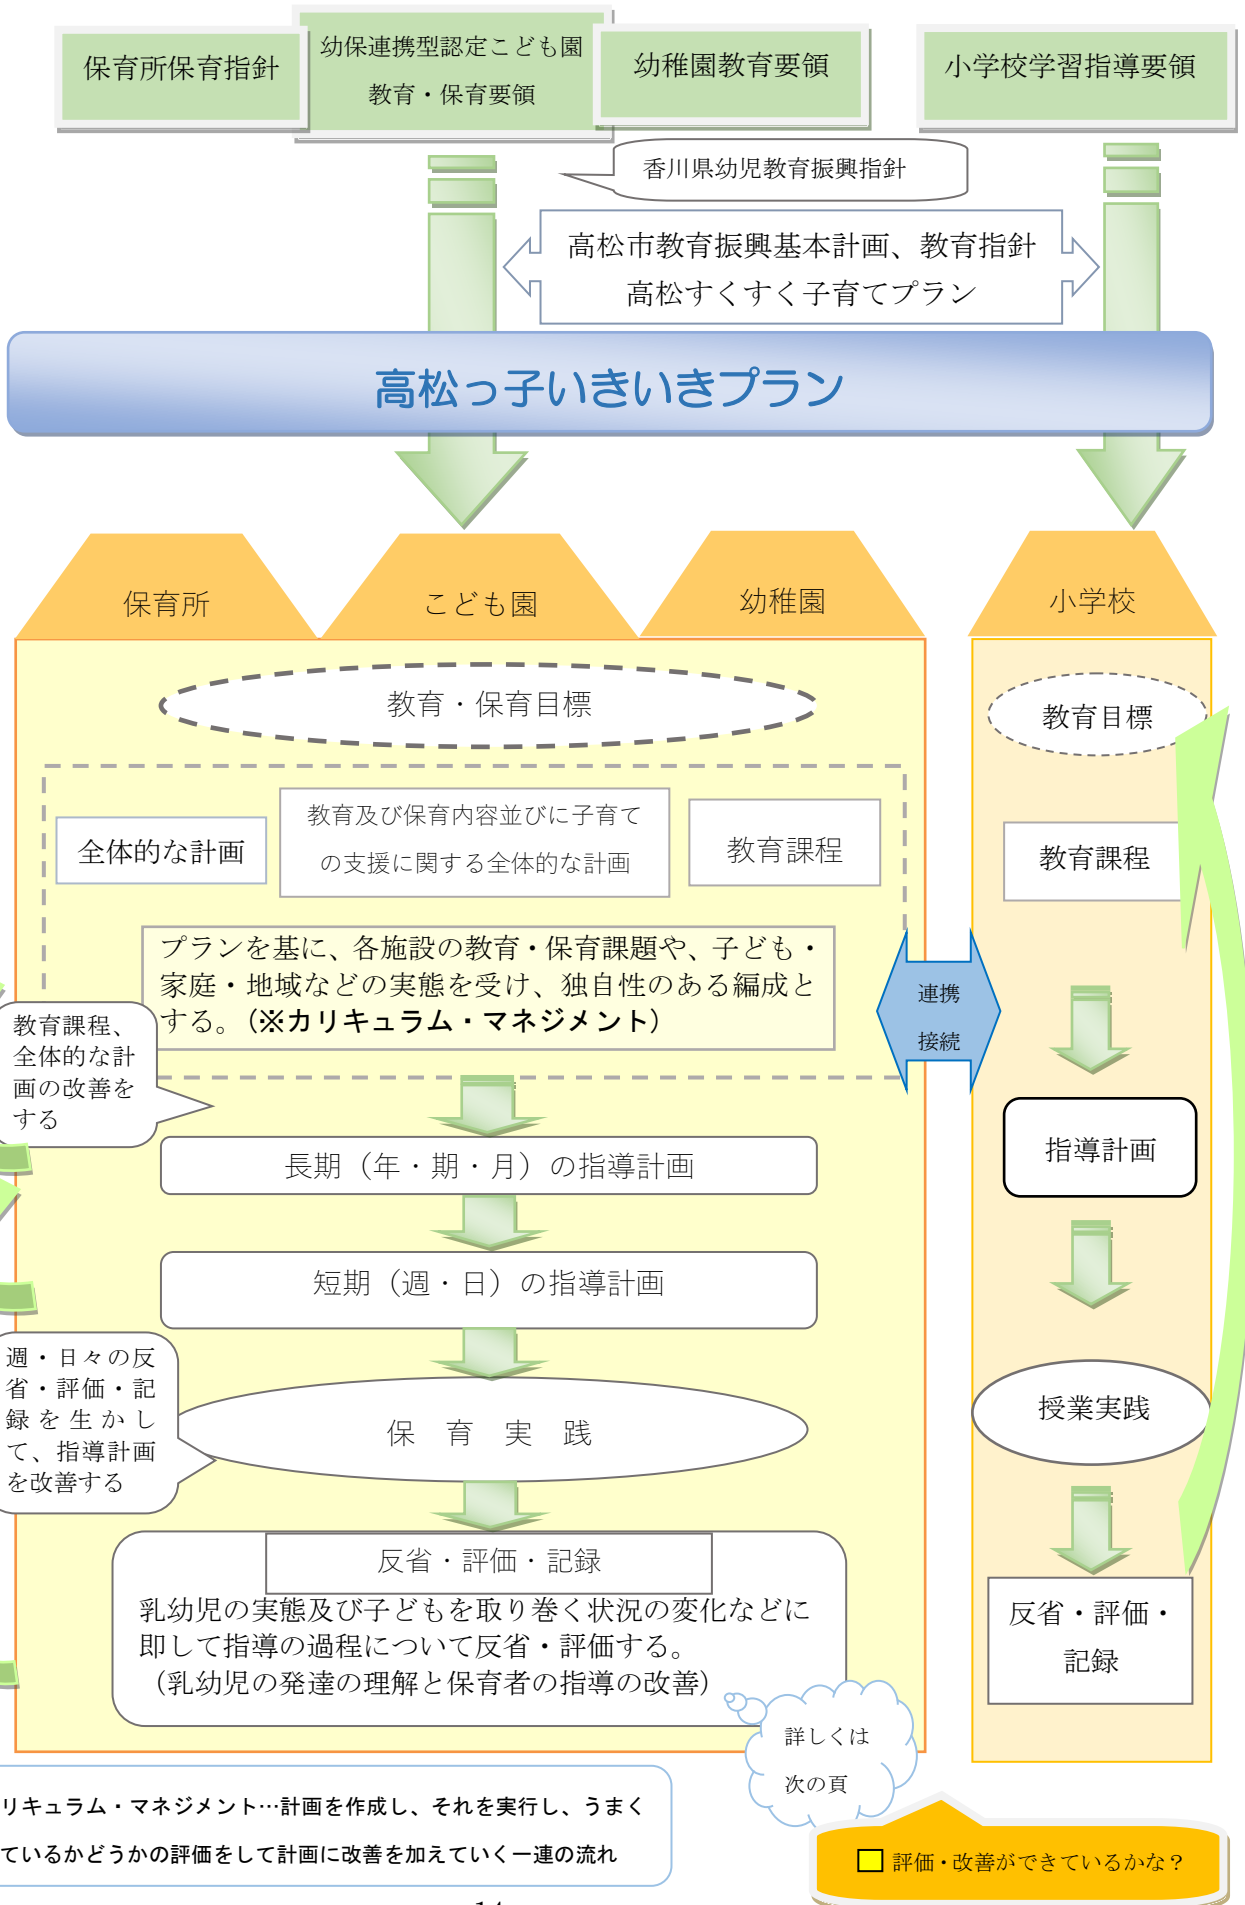 保育所保育指針
幼保連携型認定こども園
教育・保育要領
幼稚園教育要領
小学校学習指導要領
香川県幼児教育振興指針
高松市教育振興基本計画、教育指針
高松すくすく子育てプラン
高松っ子いきいきプラン
保育所
こども園
幼稚園
小学校
教育・保育目標
教育目標
全体的な計画
教育及び保育内容並びに子育て
の支援に関する全体的な計画
教育課程
教育課程
プランを基に、各施設の教育・保育課題や、子ども・
家庭・地域などの実態を受け、独自性のある編成と
する。(※カリキュラム・マネジメント)
連携
接続
教育課程、
全体的な計
画の改善を
する
長期（年・期・月）の指導計画
指導計画
短期（週・日）の指導計画
週・日々の反
省・評価・記
録を生かし
て、指導計画
を改善する
保　育　実　践
授業実践
反省・評価・記録
乳幼児の実態及び子どもを取り巻く状況の変化などに
即して指導の過程について反省・評価する。
（乳幼児の発達の理解と保育者の指導の改善）
反省・評価・
記録
詳しくは
次の頁
リキュラム・マネジメント…計画を作成し、それを実行し、うまく
ているかどうかの評価をして計画に改善を加えていく一連の流れ
評価・改善ができているかな？